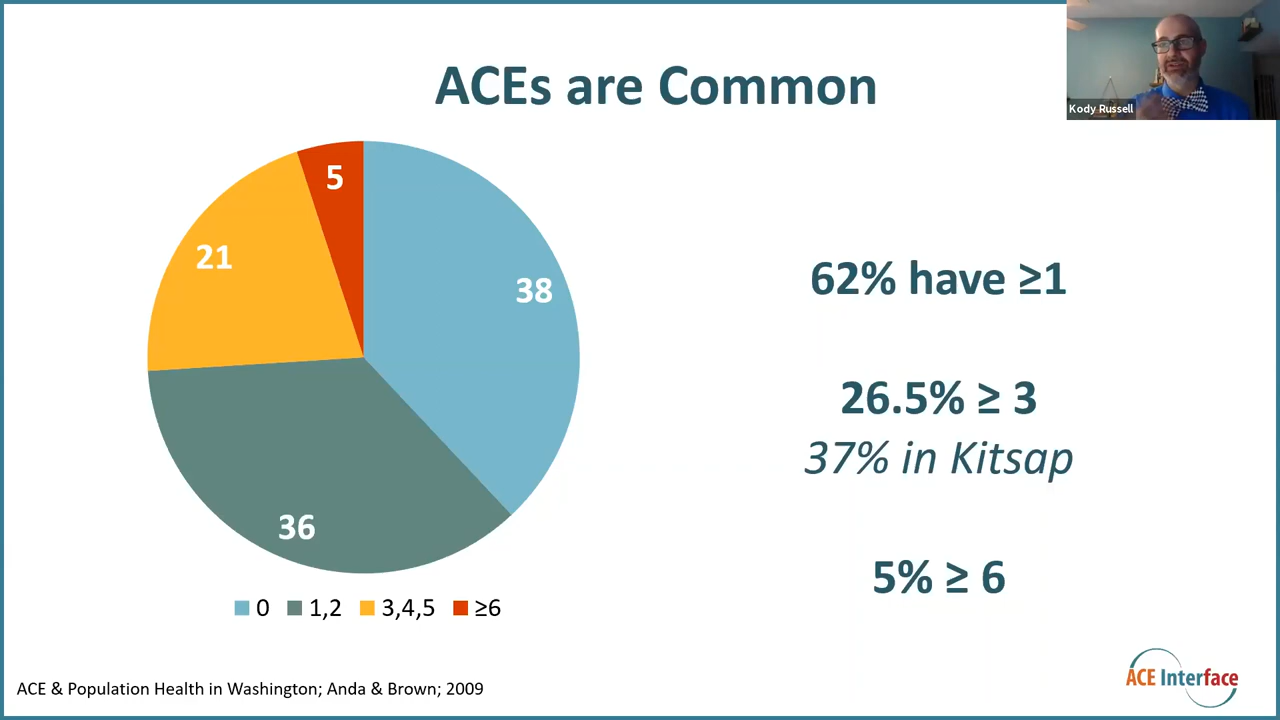 ACEs are Common
Kody Russell
5
21
38
36
0 1,2 3,4,5 ≥6
62% have ≥1
26.5% ≥ 3
37% in Kitsap
5% ≥ 6
ACE & Population Health in Washington; Anda & Brown; 2009
ACE Interface